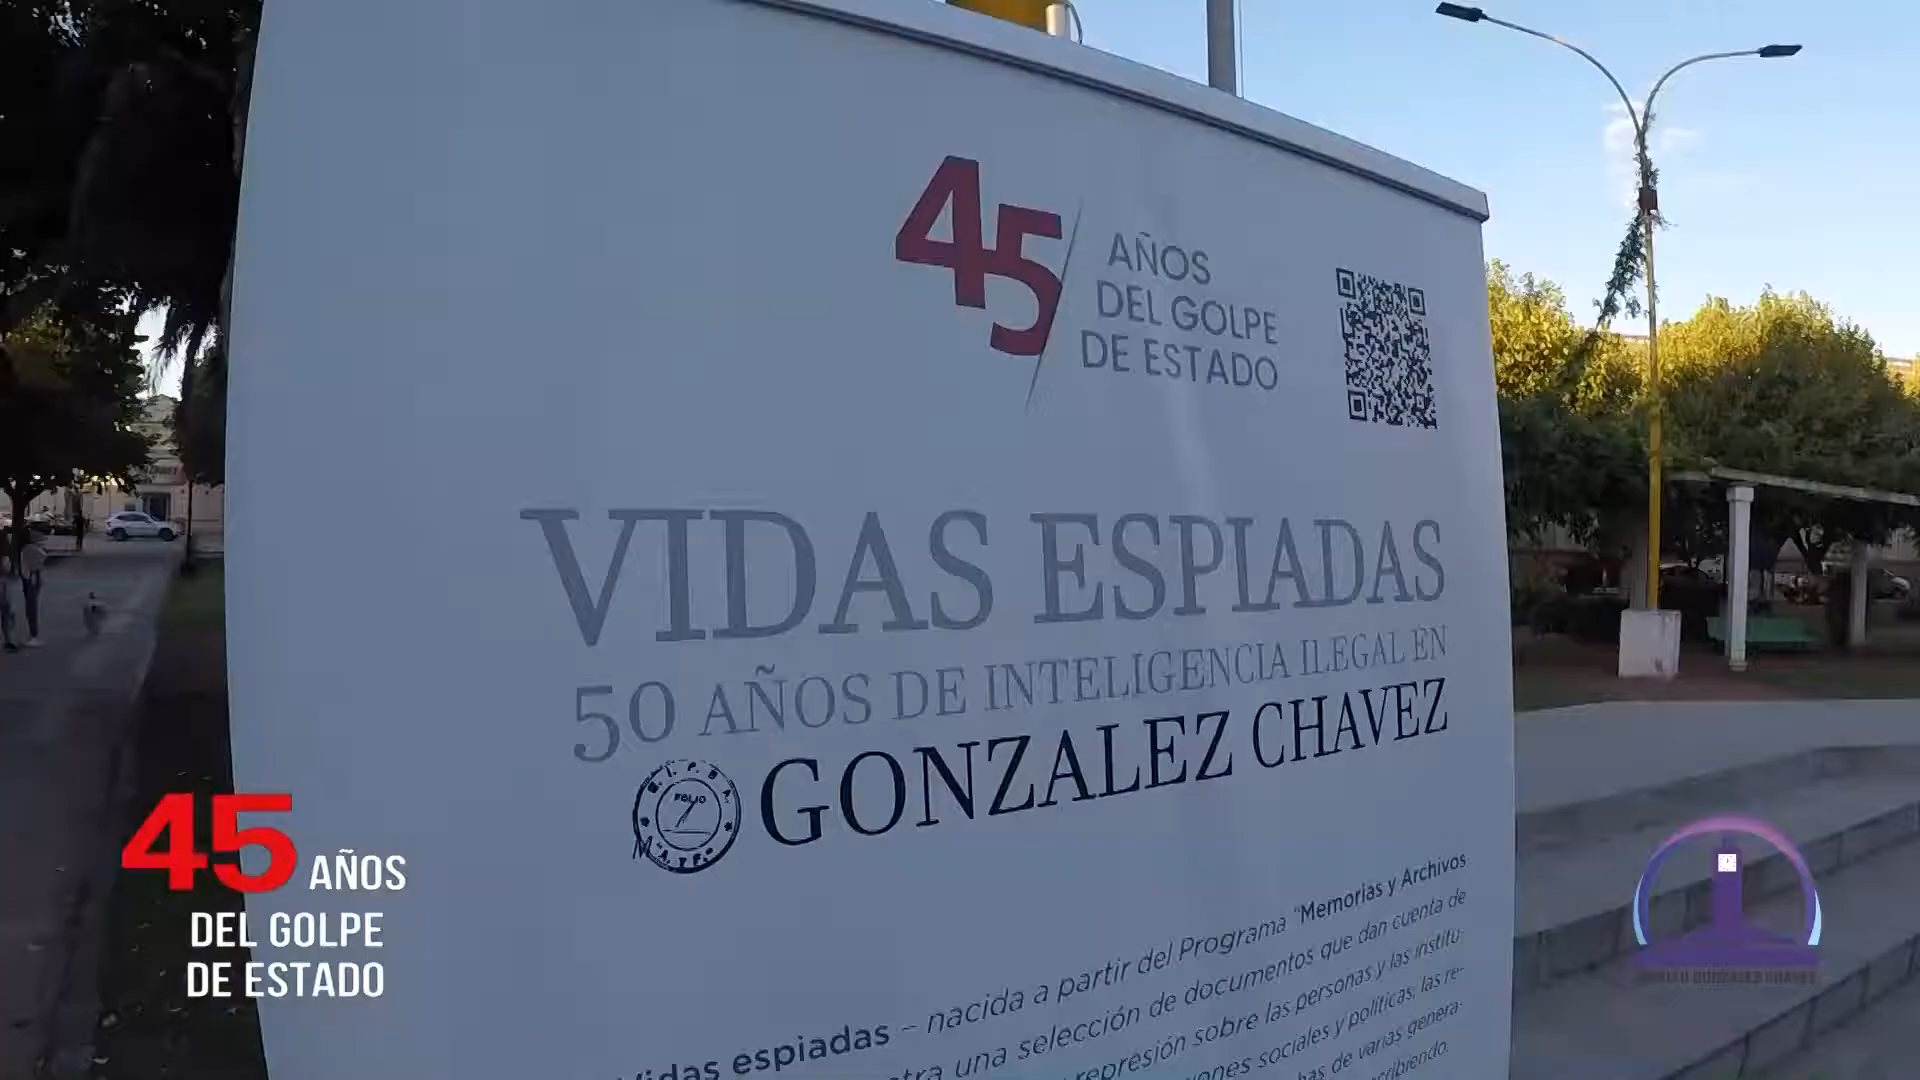 45 AÑOS
DEL GOLPE
DE ESTADO
VIDAS ESPIADAS
50 AÑOS DE INTELIGENCIA ILEGAL EN
GONZALEZ CHAVEZ
FOLIO
7
Vidas espiadas – nacida a partir del Programa "Memorias y Archivos
una selección de documentos que dan cuenta de
represión sobre las personas y las institu-
sociales y políticas, las re-
de varias genera-
45 AÑOS
DEL GOLPE
DE ESTADO